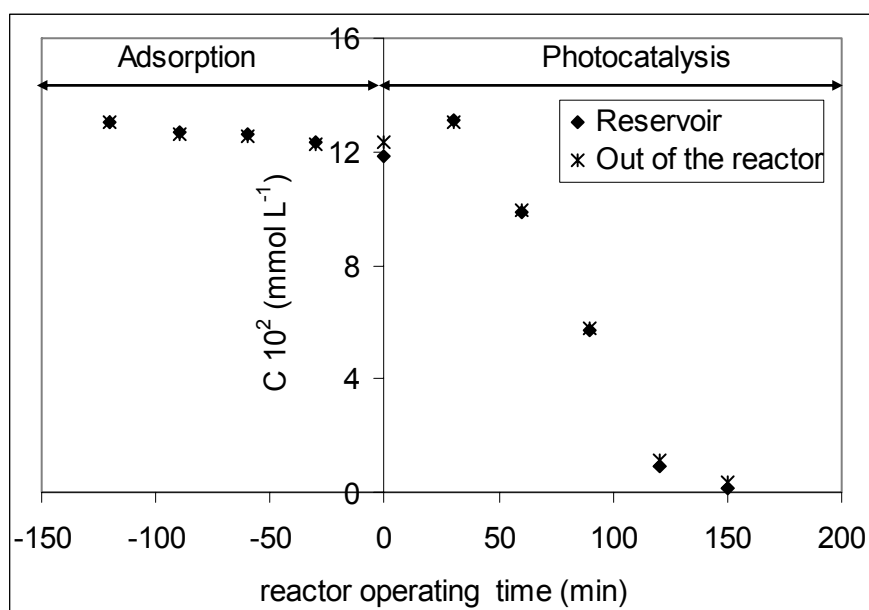 16
Adsorption Photocatalysis
Reservoir
12
Out of the reactor
C 10² (mmol L⁻¹)
8
4
0
-150 -100 -50 0 50 100 150 200
reactor operating time (min)